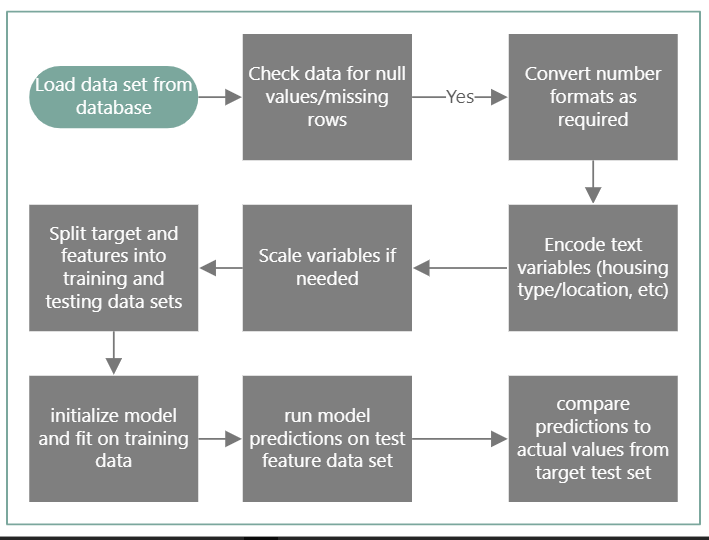 Load data set from
database
Check data for null
values/missing
rows
Yes
Convert number
formats as
required
Encode text
variables (housing
type/location, etc)
Scale variables if
needed
Split target and
features into
training and
testing data sets
initialize model
and fit on training
data
run model
predictions on test
feature data set
compare
predictions to
actual values from
target test set